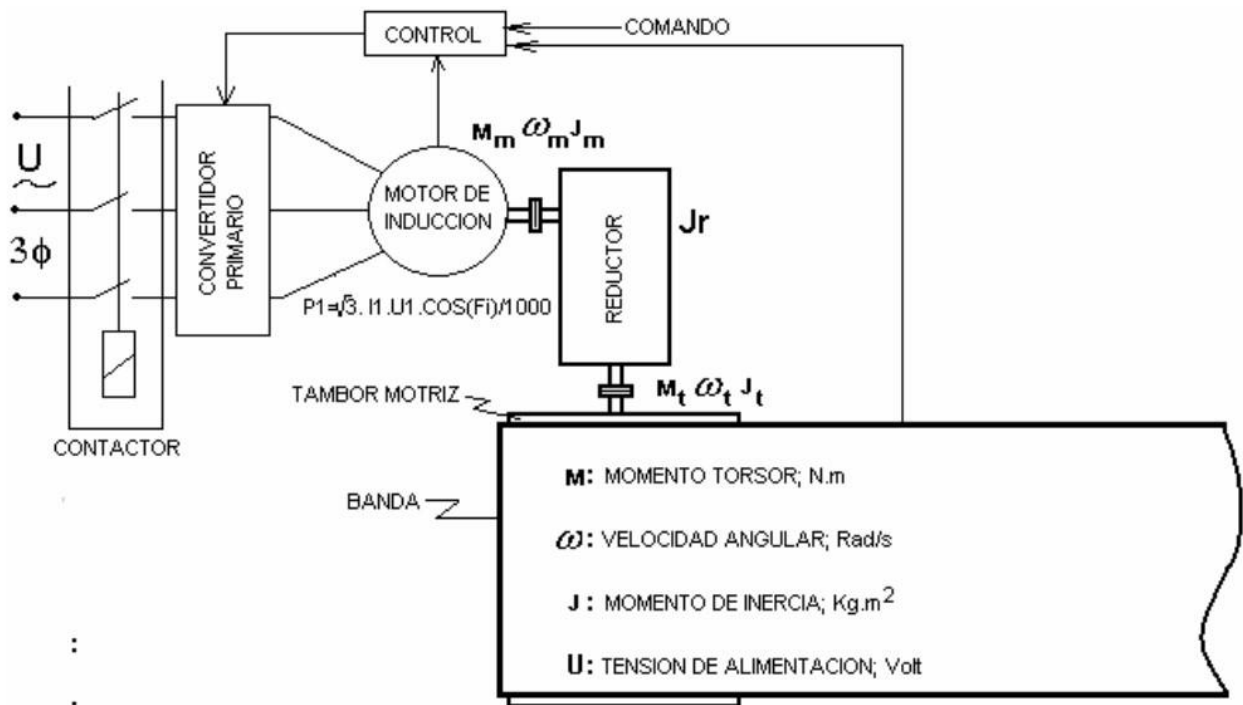 CONTROL
COMANDO
U
~
3ϕ
CONVERTIDOR
PRIMARIO
MOTOR DE
INDUCCION
Mm ωm Jm
REDUCTOR
Jr
P1=√3. I1.U1.COS(Fi)/1000
TAMBOR MOTRIZ
Mt ωt Jt
CONTACTOR
BANDA
M: MOMENTO TORSOR; N.m
ω: VELOCIDAD ANGULAR; Rad/s
J: MOMENTO DE INERCIA; Kg.m²
U: TENSION DE ALIMENTACION; Volt
:
: